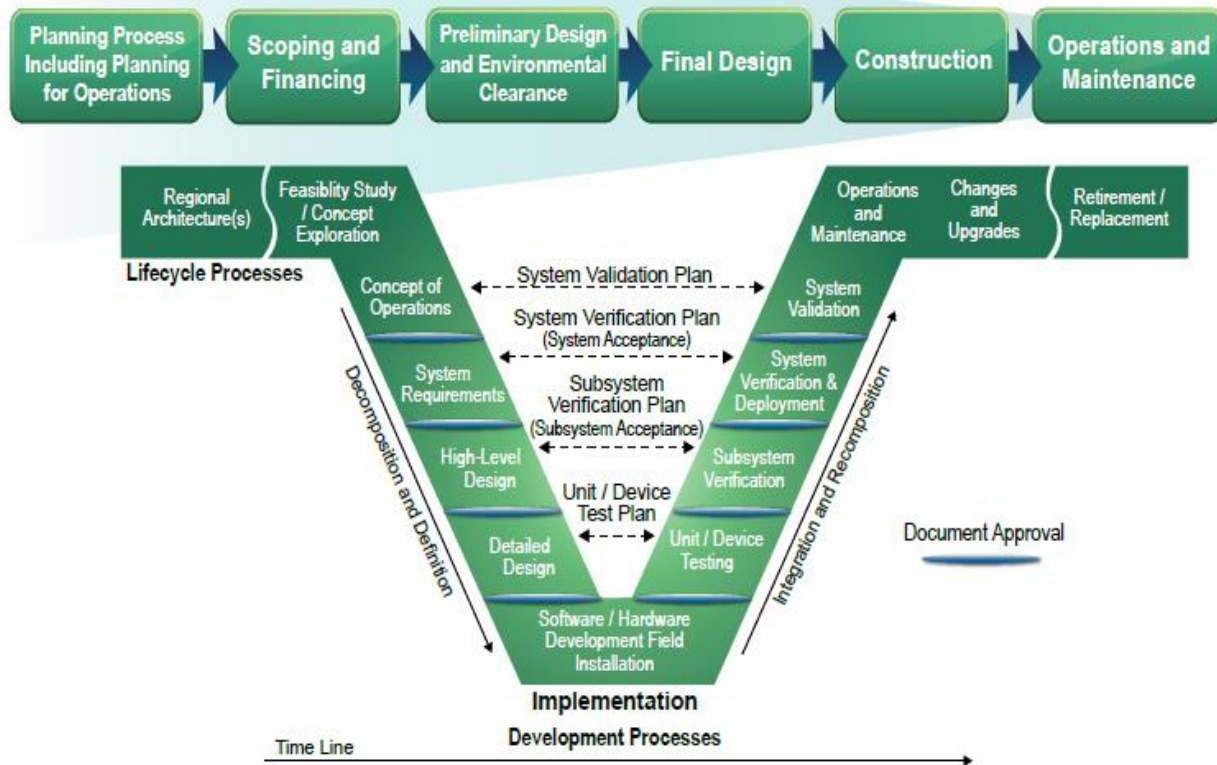 Planning Process
Including Planning
for Operations
Scoping and
Financing
Preliminary Design
and Environmental
Clearance
Final Design
Construction
Operations and
Maintenance
Regional
Architecture(s)
Feasiblity Study
/ Concept
Exploration
Operations
and
Maintenance
Changes
and
Upgrades
Retirement /
Replacement
Lifecycle Processes
Concept of
Operations
System Validation Plan
System
Validation
System Verification Plan
(System Acceptance)
System
Requirements
System
Verification &
Deployment
Subsystem
Verification Plan
(Subsystem Acceptance)
High-Level
Design
Subsystem
Verification
Unit / Device
Test Plan
Detailed
Design
Unit / Device
Testing
Decomposition and Definition
Integration and Recomposition
Document Approval
Software / Hardware
Development Field
Installation
Implementation
Development Processes
Time Line